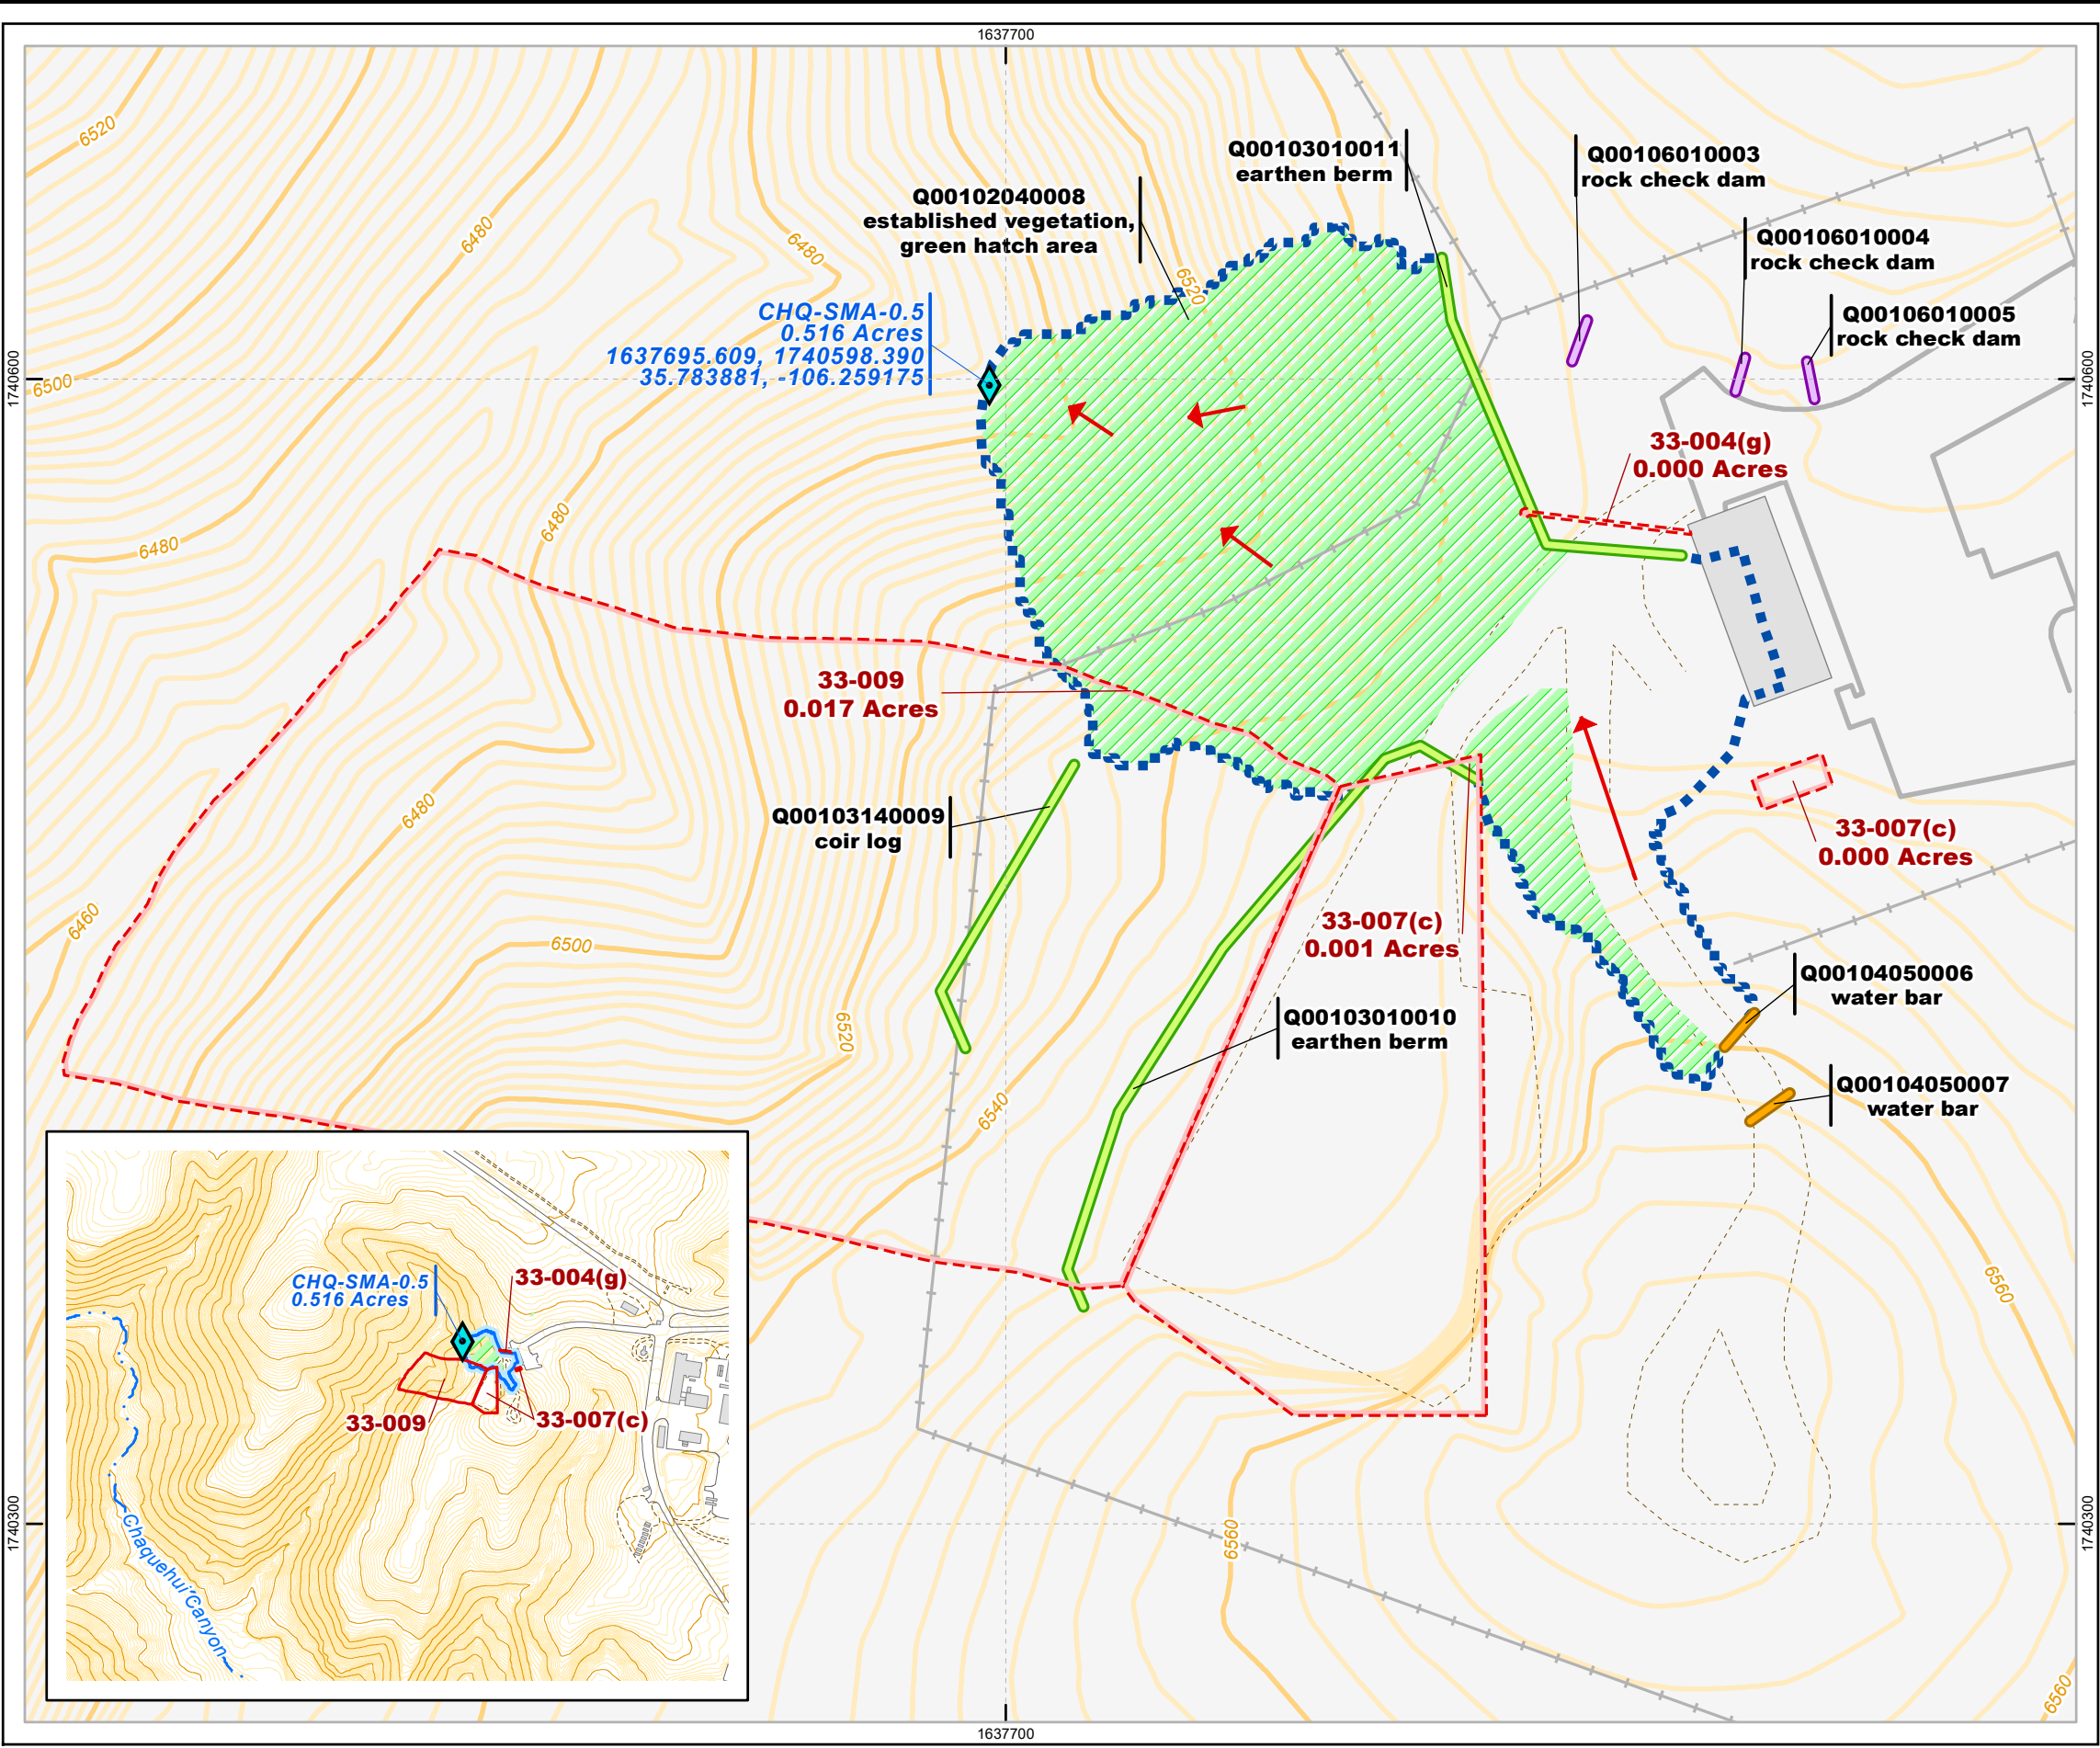 1637700
6520
Q00103010011
earthen berm
Q00106010003
rock check dam
Q00102040008
established vegetation,
green hatch area
6480
6480
6520
Q00106010004
rock check dam
CHQ-SMA-0.5
0.516 Acres
1637695.609, 1740598.390
35.783881, -106.259175
Q00106010005
rock check dam
1740600
6500
1740600
33-004(g)
0.000 Acres
6480
6480
33-009
0.017 Acres
6480
Q00103140009
coir log
33-007(c)
0.000 Acres
6460
6500
33-007(c)
0.001 Acres
Q00104050006
water bar
6520
Q00103010010
earthen berm
6540
Q00104050007
water bar
6560
CHQ-SMA-0.5
0.516 Acres
33-004(g)
33-009
33-007(c)
Chaquehui Canyon
1740300
6560
1740300
6560
1637700